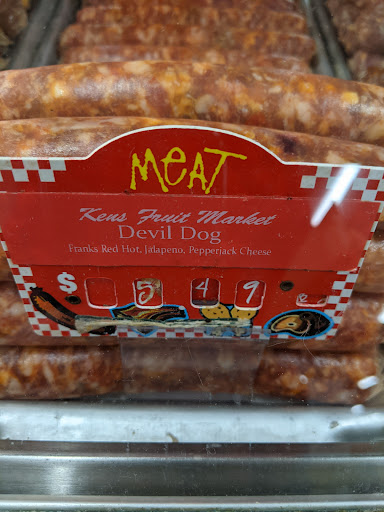 MEAT
Kens Fruit Market
Devil Dog
Franks Red Hot, Jalapeno, Pepperjack Cheese
$ 5 4 9